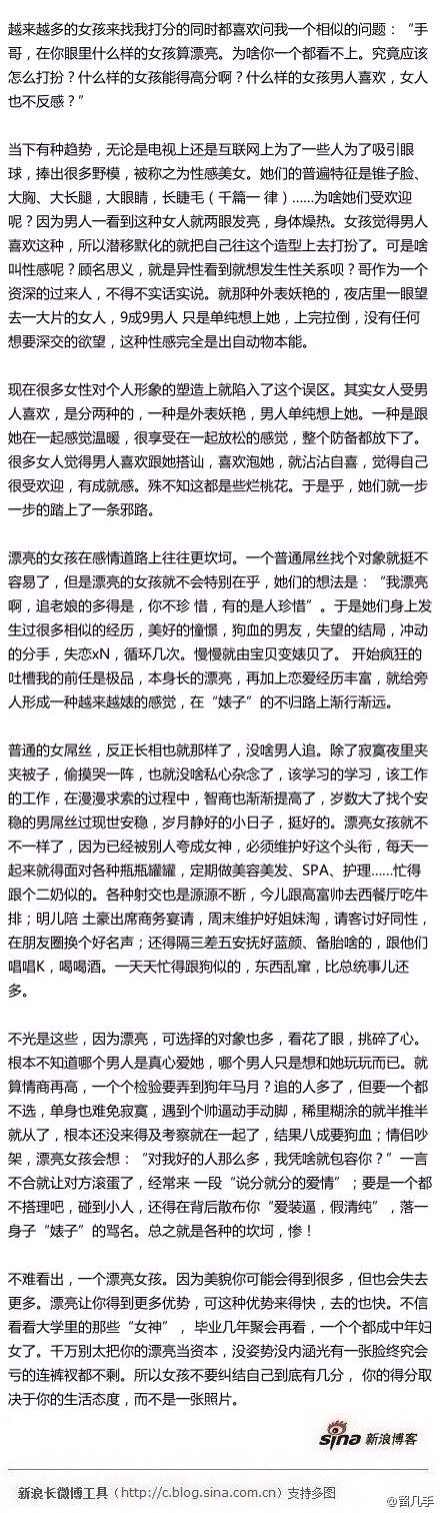 越来越多的女孩来找我打分的同时都喜欢问我一个相似的问题：“手
哥，在你眼里什么样的女孩算漂亮。为啥你一个都看不上。究竟应该
怎么打扮？什么样的女孩能得高分啊？什么样的女孩男人喜欢，女人
也不反感？”
当下有种趋势，无论是电视上还是互联网上为了一些人为了吸引眼
球，捧出很多野模，被称之为性感美女。她们的普遍特征是锥子脸、
大胸、大长腿，大眼睛，长睫毛（千篇一 律）......为啥她们受欢迎
呢？因为男人一看到这种女人就两眼发亮，身体燥热。女孩觉得男人
喜欢这种，所以潜移默化的就把自己往这个造型上去打扮了。可是啥
叫性感呢？顾名思义，就是异性看到就想发生性关系呗？哥作为一个
资深的过来人，不得不实话实说。就那种外表妖艳的，夜店里一眼望
去一大片的女人，9成9男人 只是单纯想上她，上完拉倒，没有任何
想要深交的欲望，这种性感完全是出自动物本能。
现在很多女性对个人形象的塑造上就陷入了这个误区。其实女人受男
人喜欢，是分两种的，一种是外表妖艳，男人单纯想上她。一种是跟
她在一起感觉温暖，很享受在一起放松的感觉，整个防备都放下了。
很多女人觉得男人喜欢跟她搭讪，喜欢泡她，就沾沾自喜，觉得自己
很受欢迎，有成就感。殊不知这都是些烂桃花。于是乎，她们就一步
一步的踏上了一条邪路。
漂亮的女孩在感情道路上往往更坎坷。一个普通屌丝找个对象就挺不
容易了，但是漂亮的女孩就不会特别在乎，她们的想法是：“我漂亮
啊，追老娘的多得是，你不珍 惜，有的是人珍惜”。于是她们身上发
生过很多相似的经历，美好的憧憬，狗血的男友，失望的结局，冲动
的分手，失恋xN，循环几次。慢慢就由宝贝变婊贝了。 开始疯狂的
吐槽我的前任是极品，本身长的漂亮，再加上恋爱经历丰富，就给旁
人形成一种越来越婊的感觉，在“婊子”的不归路上渐行渐远。
普通的女屌丝，反正长相也就那样了，没啥男人追。除了寂寞夜里夹
夹被子，偷摸哭一阵，也就没啥私心杂念了，该学习的学习，该工作
的工作，在漫漫求索的过程中，智商也渐渐提高了，岁数大了找个安
稳的男屌丝过现世安稳，岁月静好的小日子，挺好的。漂亮女孩就不
不一样了，因为已经被别人夸成女神，必须维护好这个头衔，每天一
起来就得面对各种瓶瓶罐罐，定期做美容美发、SPA、护理......忙得
跟个二奶似的。各种射交也是源源不断，今儿跟高富帅去西餐厅吃牛
排；明儿陪 土豪出席商务宴请，周末维护好姐妹淘，请客讨好同性，
在朋友圈换个好名声；还得隔三差五安抚好蓝颜、备胎啥的，跟他们
唱唱K，喝喝酒。一天天忙得跟狗似的，东西乱窜，比总统事儿还
多。
不光是这些，因为漂亮，可选择的对象也多，看花了眼，挑碎了心。
根本不知道哪个男人是真心爱她，哪个男人只是想和她玩玩而已。就
算情商再高，一个个检验要弄到狗年马月？追的人多了，但要一个都
不选，单身也难免寂寞，遇到个帅逼动手动脚，稀里糊涂的就半推半
就从了，根本还没来得及考察就在一起了，结果八成要狗血；情侣吵
架，漂亮女孩会想：“对我好的人那么多，我凭啥就包容你？”一言
不合就让对方滚蛋了，经常来 一段“说分就分的爱情”；要是一个都
不搭理吧，碰到小人，还得在背后散布你“爱装逼，假清纯”，落一
身子“婊子”的骂名。总之就是各种的坎坷，惨！
不难看出，一个漂亮女孩。因为美貌你可能会得到很多，但也会失去
更多。漂亮让你得到更多优势，可这种优势来得快，去的也快。不信
看看大学里的那些“女神”， 毕业几年聚会再看，一个个都成中年妇
女了。千万别太把你的漂亮当资本，没姿势没内涵光有一张脸终究会
亏的连裤衩都不剩。所以女孩不要纠结自己到底有几分， 你的得分取
决于你的生活态度，而不是一张照片。
sina 新浪博客
新浪长微博工具（http://c.blog.sina.com.cn）支持多图
@留几手